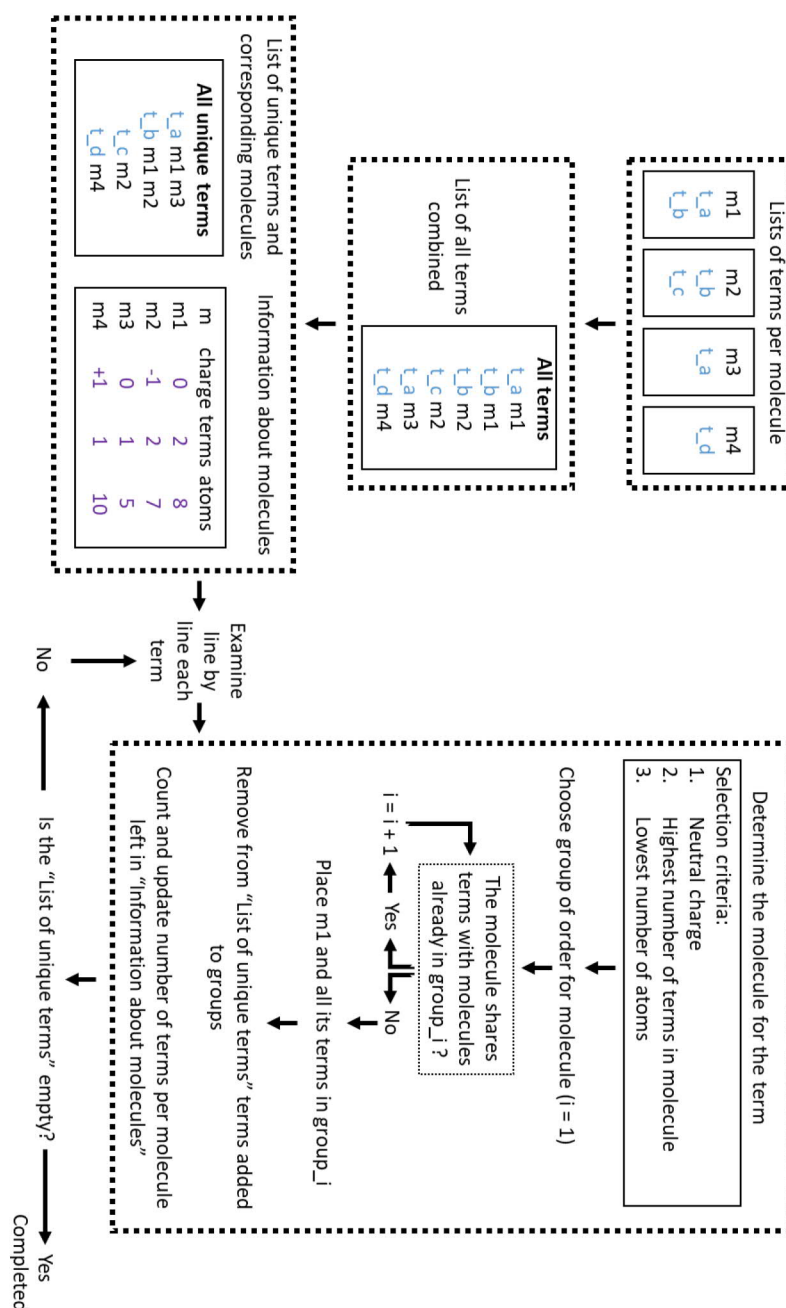 Lists of terms per molecule
m1
t_a
t_b
m2
t_b
t_c
m3
t_a
m4
t_d
List of all terms
combined
All terms
t_a m1
t_b m1
t_b m2
t_c m2
t_a m3
t_d m4
List of unique terms and
corresponding molecules
All unique terms
t_a m1 m3
t_b m1 m2
t_c m2
t_d m4
Information about molecules
m charge terms atoms
m1 0 2 8
m2 -1 2 7
m3 0 1 5
m4 +1 1 10
Examine
line by
line each
term
Determine the molecule for the term
Selection criteria:
1. Neutral charge
2. Highest number of terms in molecule
3. Lowest number of atoms
Choose group of order for molecule (i = 1)
The molecule shares
terms with molecules
already in group_i ?
i = i + 1
Yes
No
Place m1 and all its terms in group_i
Remove from “List of unique terms” terms added
to groups
Count and update number of terms per molecule
left in “Information about molecules”
No
Is the “List of unique terms” empty?
Yes
Completed